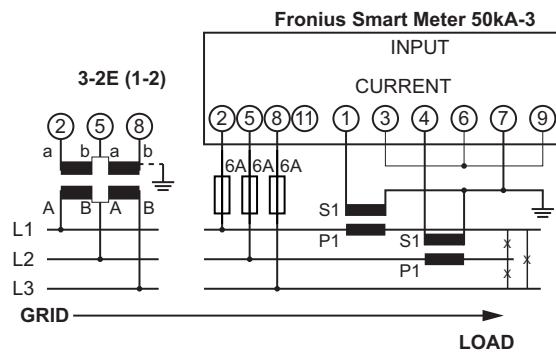 Fronius Smart Meter 50kA-3
INPUT
CURRENT
3-2E (1-2)
2 5 8
a b a b
A B A B
2 5 8 11 1 3 4 6 7 9
6A 6A 6A
S1
P1
S1
P1
x
x
x
L1
L2
L3
GRID
LOAD